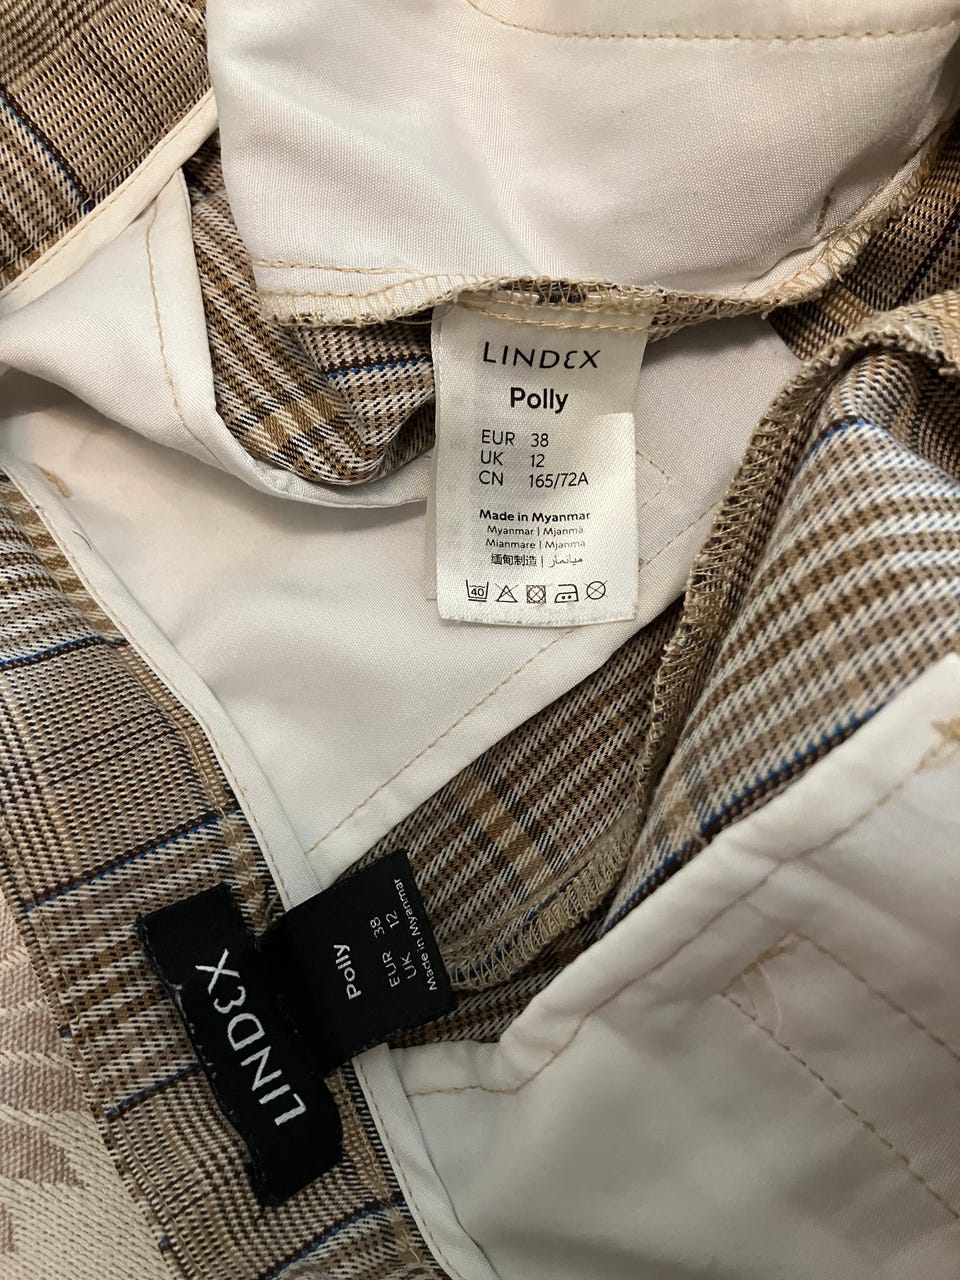 LINDEX
Polly
EUR 38
UK 12
CN 165/72A
Made in Myanmar
Myanmar | Mjanma
Mianmare | Mjanma
缅甸制造 | ميانمار
40
LINDEX
Polly
EUR 38
UK 12
Made in Myanmar